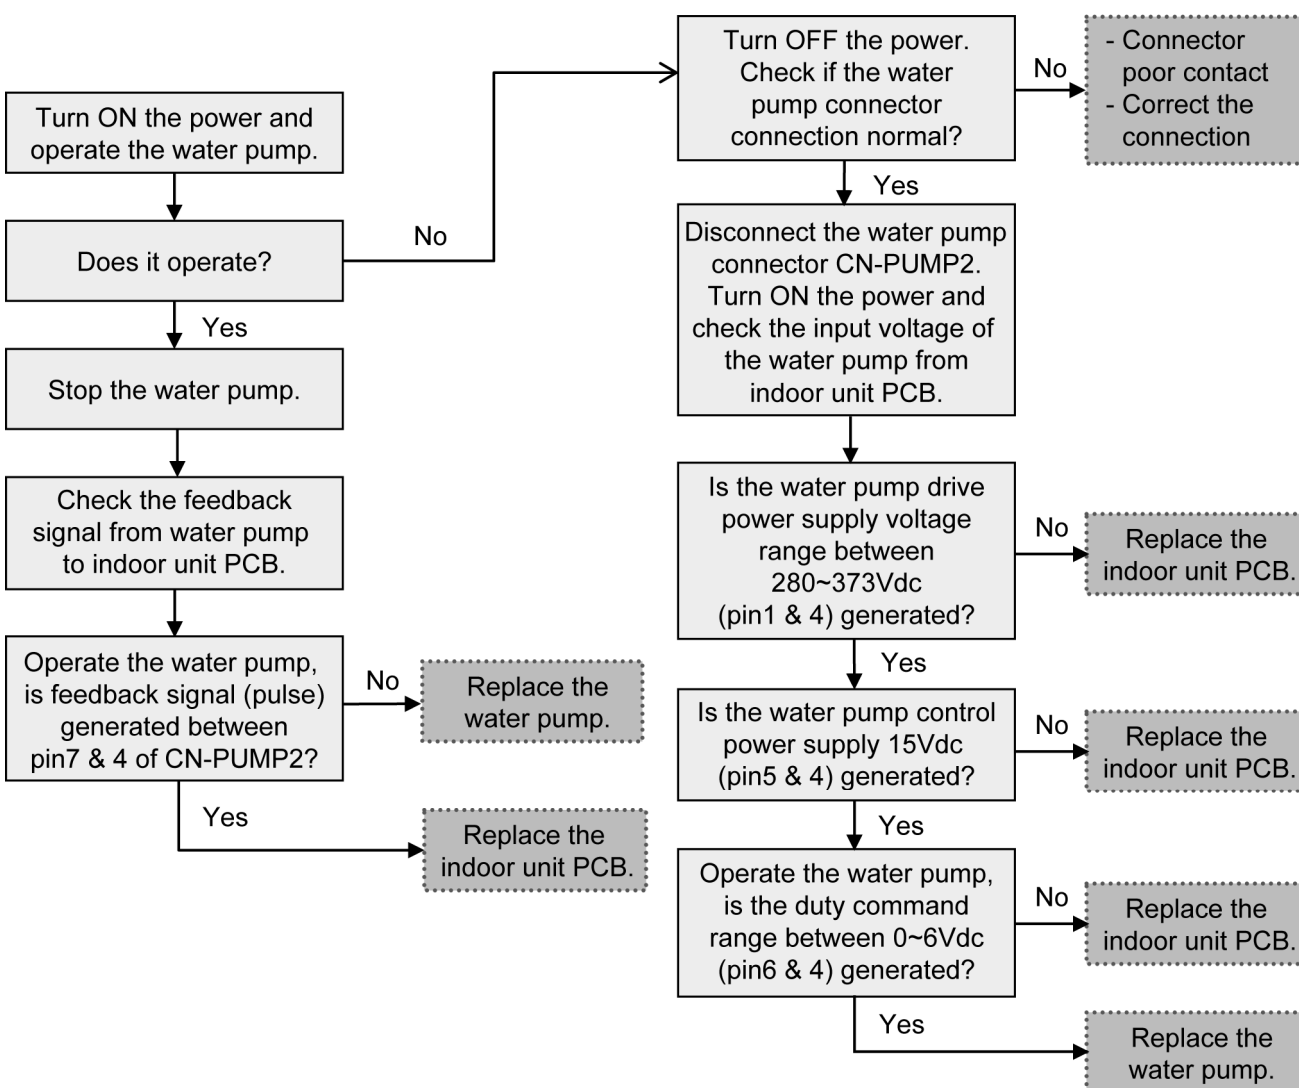 Turn ON the power and
operate the water pump.
Does it operate?
No
Yes
Stop the water pump.
Check the feedback
signal from water pump
to indoor unit PCB.
Operate the water pump,
is feedback signal (pulse)
generated between
pin7 & 4 of CN-PUMP2?
No
Replace the
water pump.
Yes
Replace the
indoor unit PCB.
Turn OFF the power.
Check if the water
pump connector
connection normal?
No
- Connector
poor contact
- Correct the
connection
Yes
Disconnect the water pump
connector CN-PUMP2.
Turn ON the power and
check the input voltage of
the water pump from
indoor unit PCB.
Is the water pump drive
power supply voltage
range between
280~373Vdc
(pin1 & 4) generated?
No
Replace the
indoor unit PCB.
Yes
Is the water pump control
power supply 15Vdc
(pin5 & 4) generated?
No
Replace the
indoor unit PCB.
Yes
Operate the water pump,
is the duty command
range between 0~6Vdc
(pin6 & 4) generated?
No
Replace the
indoor unit PCB.
Yes
Replace the
water pump.